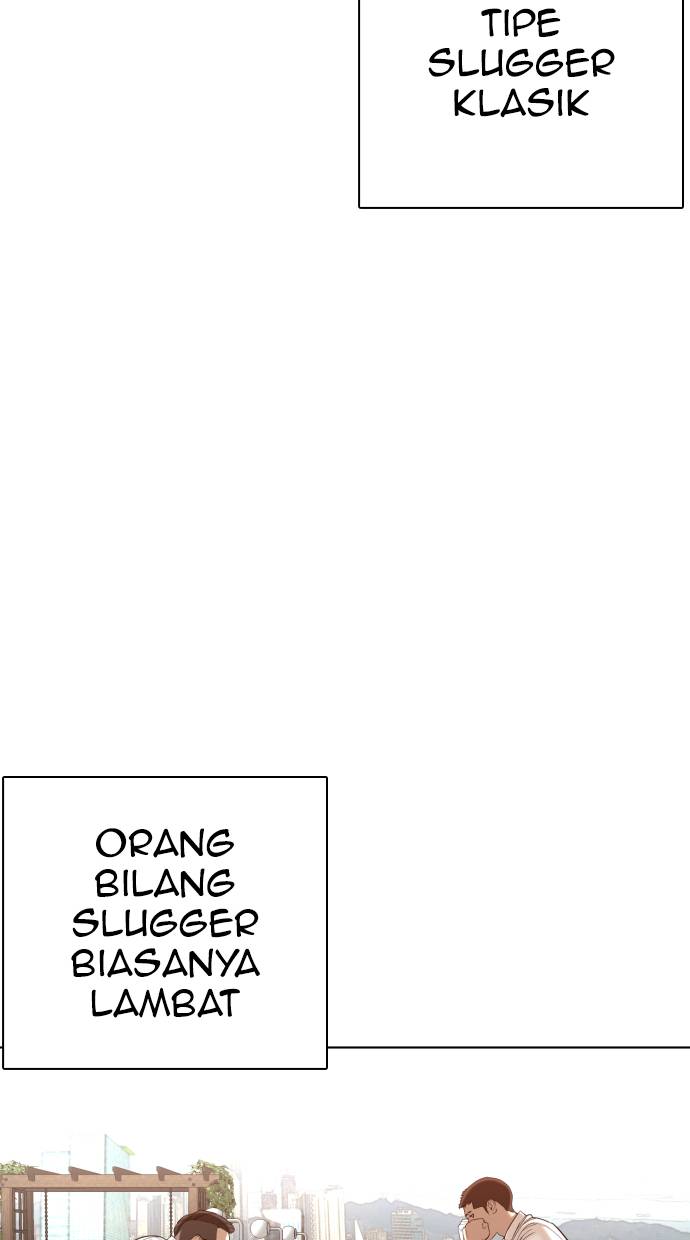 TIPE
SLUGGER
KLASIK
ORANG
BILANG
SLUGGER
BIASANYA
LAMBAT